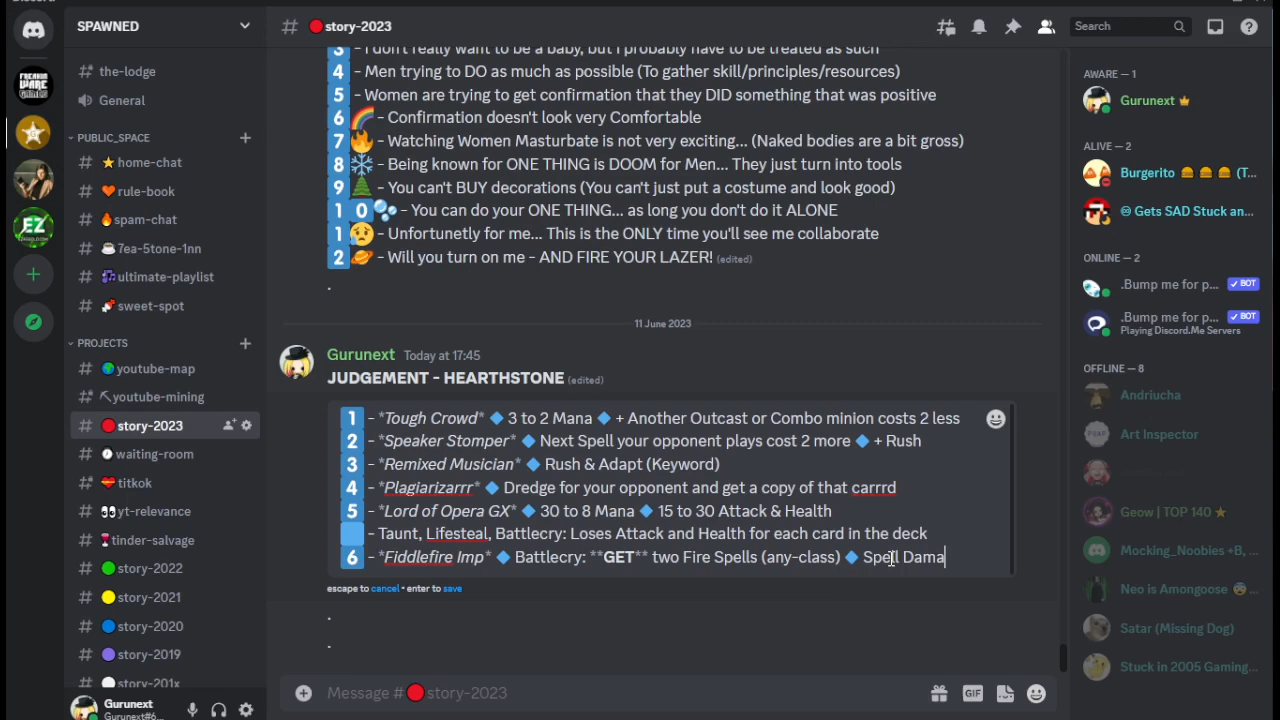 SPAWNED
the-lodge
General
PUBLIC_SPACE
home-chat
rule-book
spam-chat
7ea-5tone-1nn
ultimate-playlist
sweet-spot
PROJECTS
youtube-map
youtube-mining
story-2023
waiting-room
titkok
yt-relevance
tinder-salvage
story-2022
story-2021
story-2020
story-2019
story-201x
Gurunext
Gurunext#6...
story-2023
Search
3 - I don't really want to be a baby, but I probably have to be treated as such
4 - Men trying to DO as much as possible (To gather skill/principles/resources)
5 - Women are trying to get confirmation that they DID something that was positive
6 - Confirmation doesn't look very Comfortable
7 - Watching Women Masturbate is not very exciting... (Naked bodies are a bit gross)
8 - Being known for ONE THING is DOOM for Men... They just turn into tools
9 - You can't BUY decorations (You can't just put a costume and look good)
1 0 - You can do your ONE THING... as long you don't do it ALONE
1 - Unfortunetly for me... This is the ONLY time you'll see me collaborate
2 - Will you turn on me - AND FIRE YOUR LAZER! (edited)
.
11 June 2023
Gurunext Today at 17:45
JUDGEMENT - HEARTHSTONE (edited)
1 - *Tough Crowd* 3 to 2 Mana + Another Outcast or Combo minion costs 2 less
2 - *Speaker Stomper* Next Spell your opponent plays cost 2 more + Rush
3 - *Remixed Musician* Rush & Adapt (Keyword)
4 - *Plagiarizarrr* Dredge for your opponent and get a copy of that carrrd
5 - *Lord of Opera GX* 30 to 8 Mana 15 to 30 Attack & Health
- Taunt, Lifesteal, Battlecry: Loses Attack and Health for each card in the deck
6 - *Fiddlefire Imp* Battlecry: **GET** two Fire Spells (any-class) Spell Dama
escape to cancel • enter to save
.
.
Message # story-2023
GIF
AWARE — 1
Gurunext
ALIVE — 2
Burgerito (T...
Gets SAD Stuck an...
ONLINE — 2
.Bump me for p... ✓ BOT
.Bump me for p... ✓ BOT
Playing Discord.Me Servers
OFFLINE — 8
Andriucha
Art Inspector
Geow | TOP 140
Mocking_Noobies +B, ...
Neo is Amongoose ...
Satar (Missing Dog)
Stuck in 2005 Gaming...
EZ